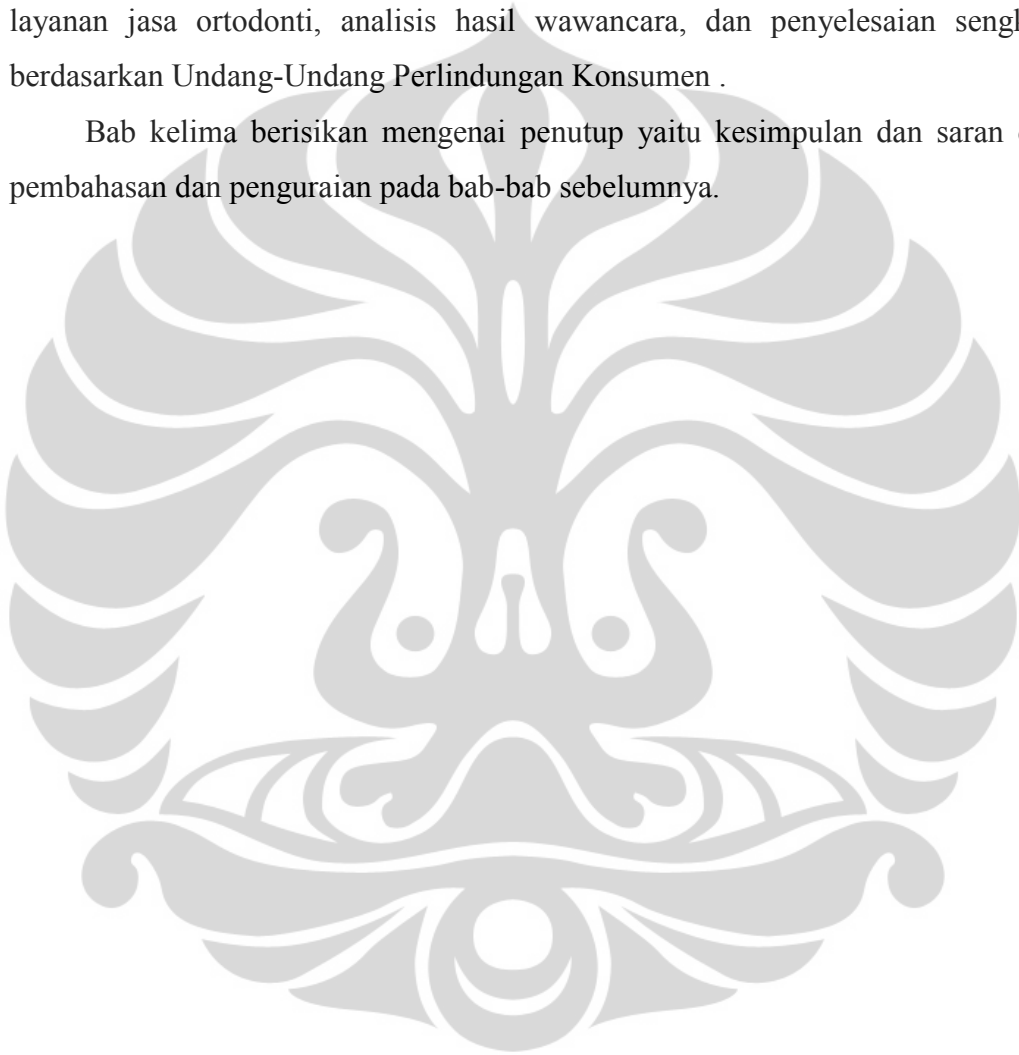 layanan jasa ortodonti, analisis hasil wawancara, dan penyelesaian
berdasarkan Undang-Undang Perlindungan Konsumen .
Bab kelima berisikan mengenai penutup yaitu kesimpulan dan saran
pembahasan dan penguraian pada bab-bab sebelumnya.